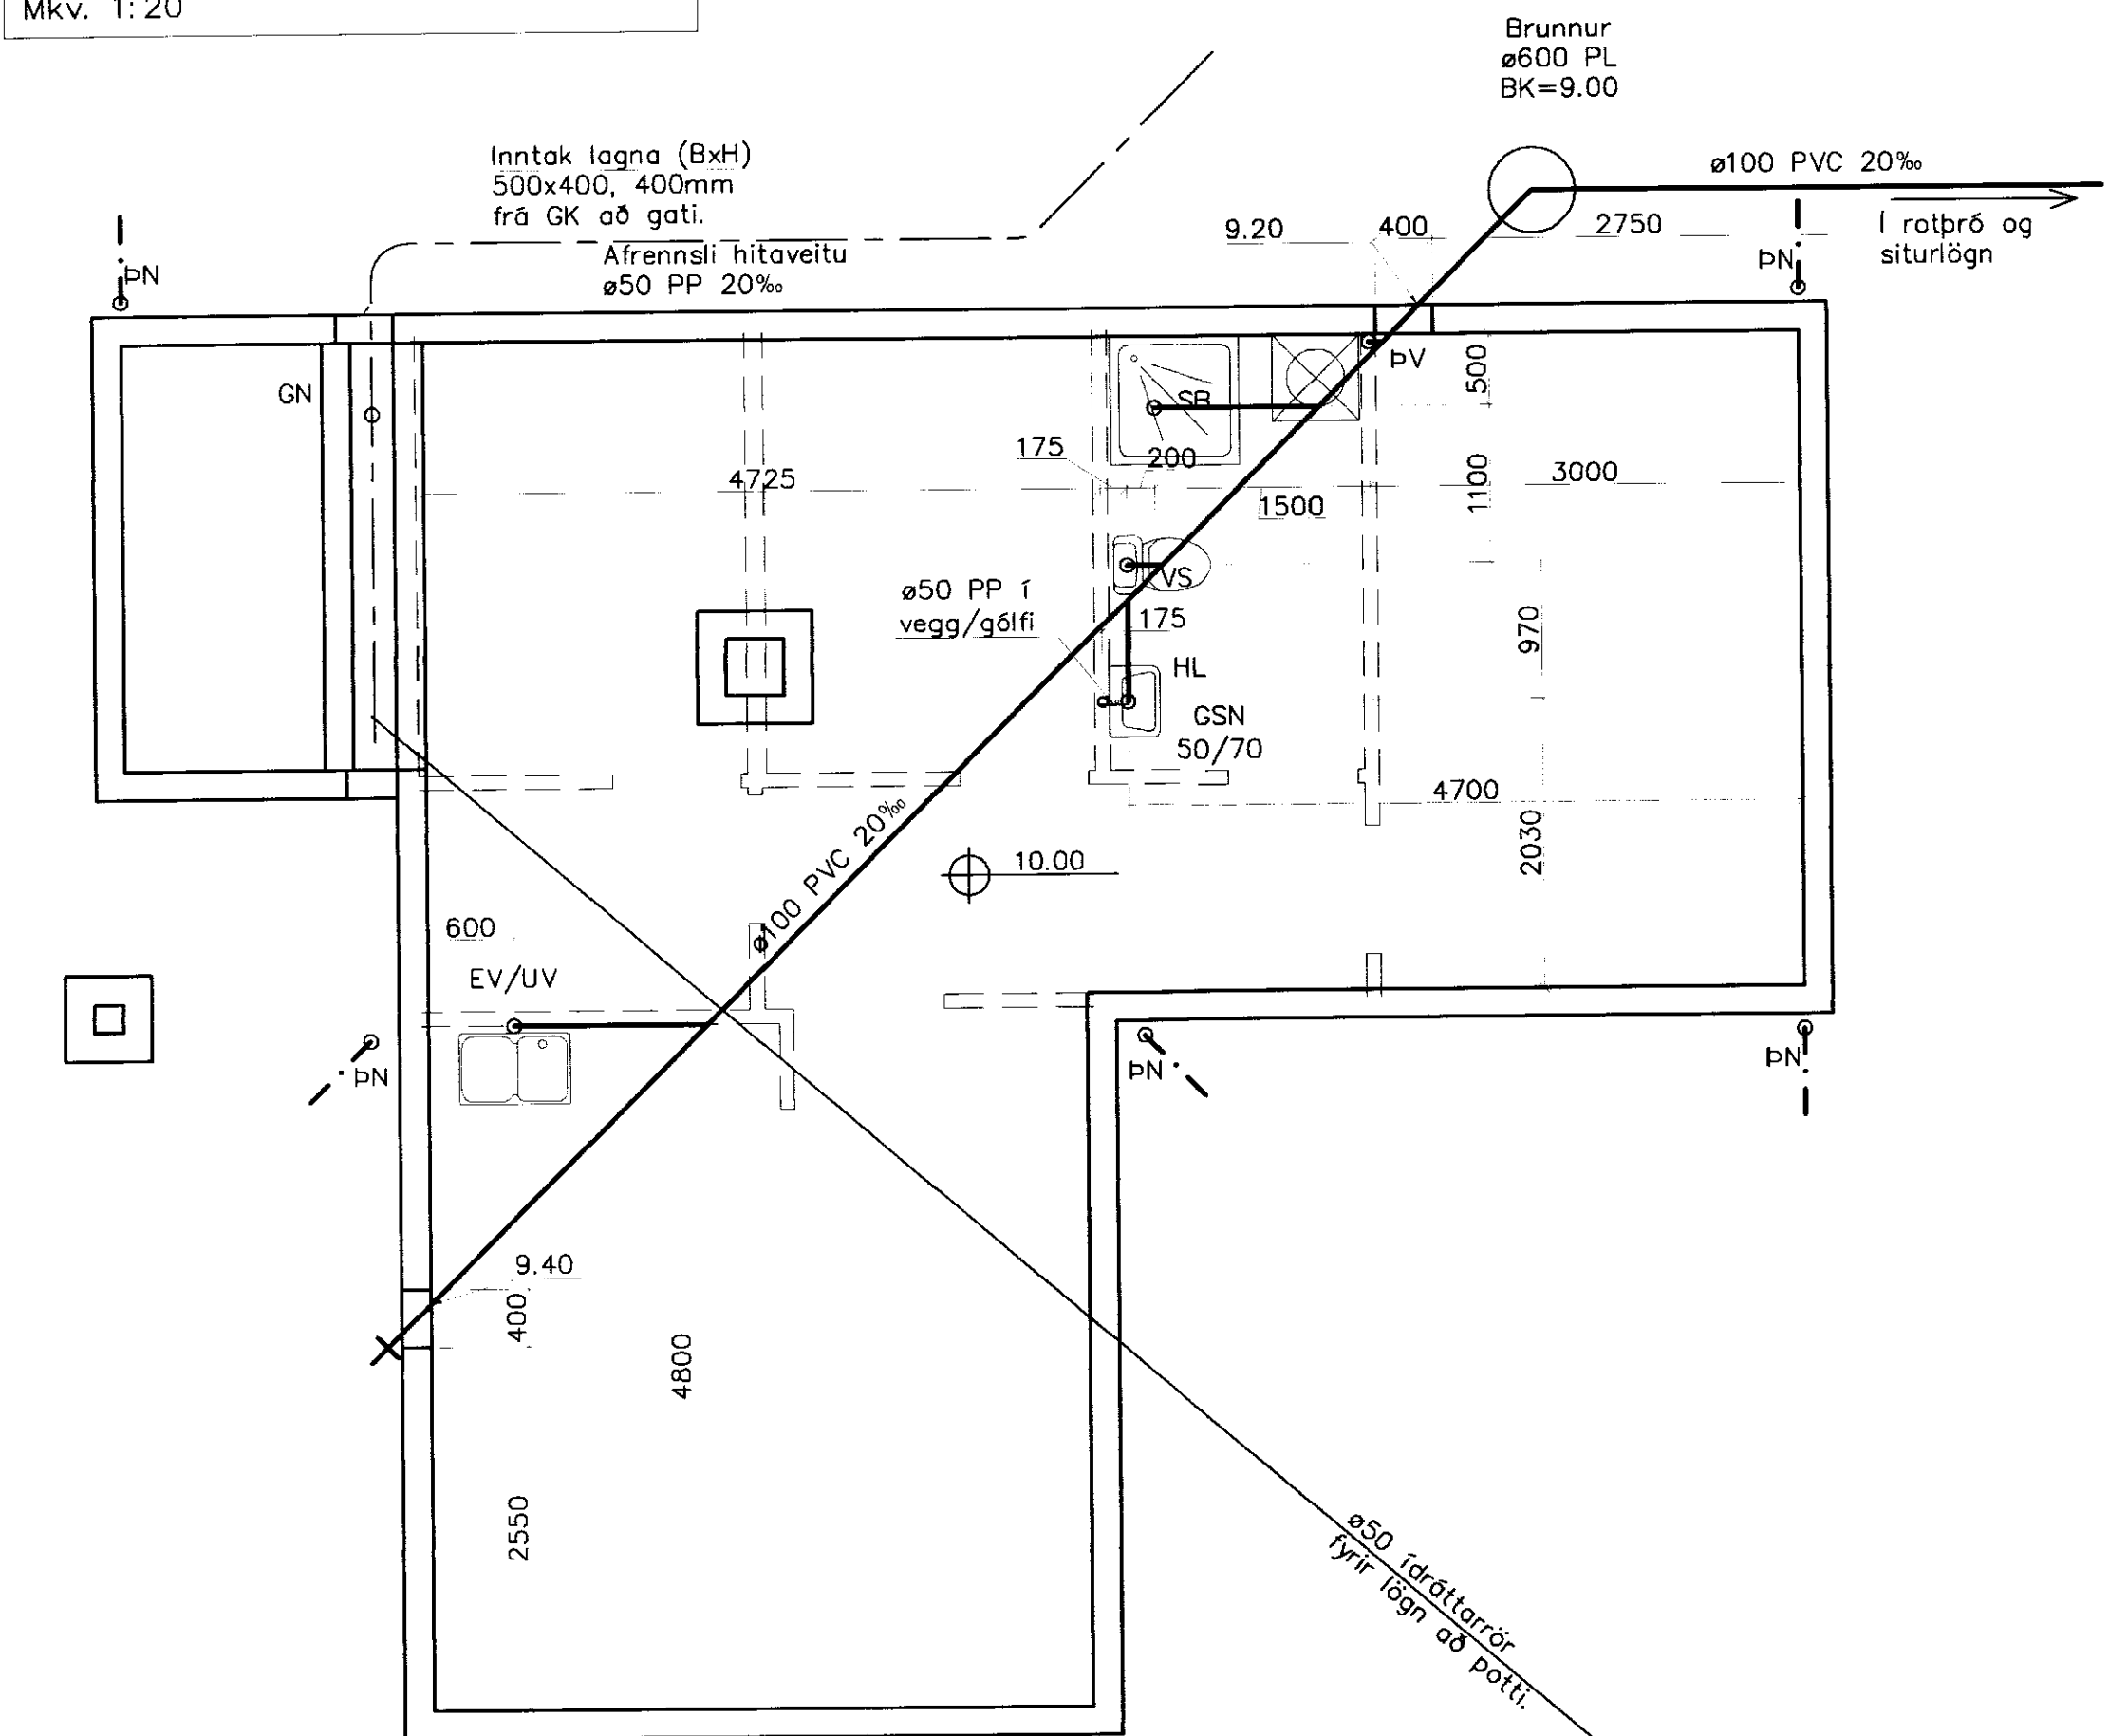 Mkv. 1:20
Brunnur
ø600 PL
BK=9.00
Inntak lagna (BxH)
500x400, 400mm
frá GK að gati.
Afrennsli hitaveitu
ø50 PP 20‰
ø100 PVC 20‰
Í rotþró og
siturlögn
9.20
400
2750
ÞN
ÞN
GN
ÞV
500
SB
175
200
4725
1500
1100
3000
VS
ø50 PP í
vegg/gólfi
175
970
HL
GSN
50/70
4700
2030
ø100 PVC 20‰
10.00
600
EV/UV
ÞN
ÞN
ÞN
9.40
400
4800
2550
ø50 ídráttarrör
fyrir lögn að potti.